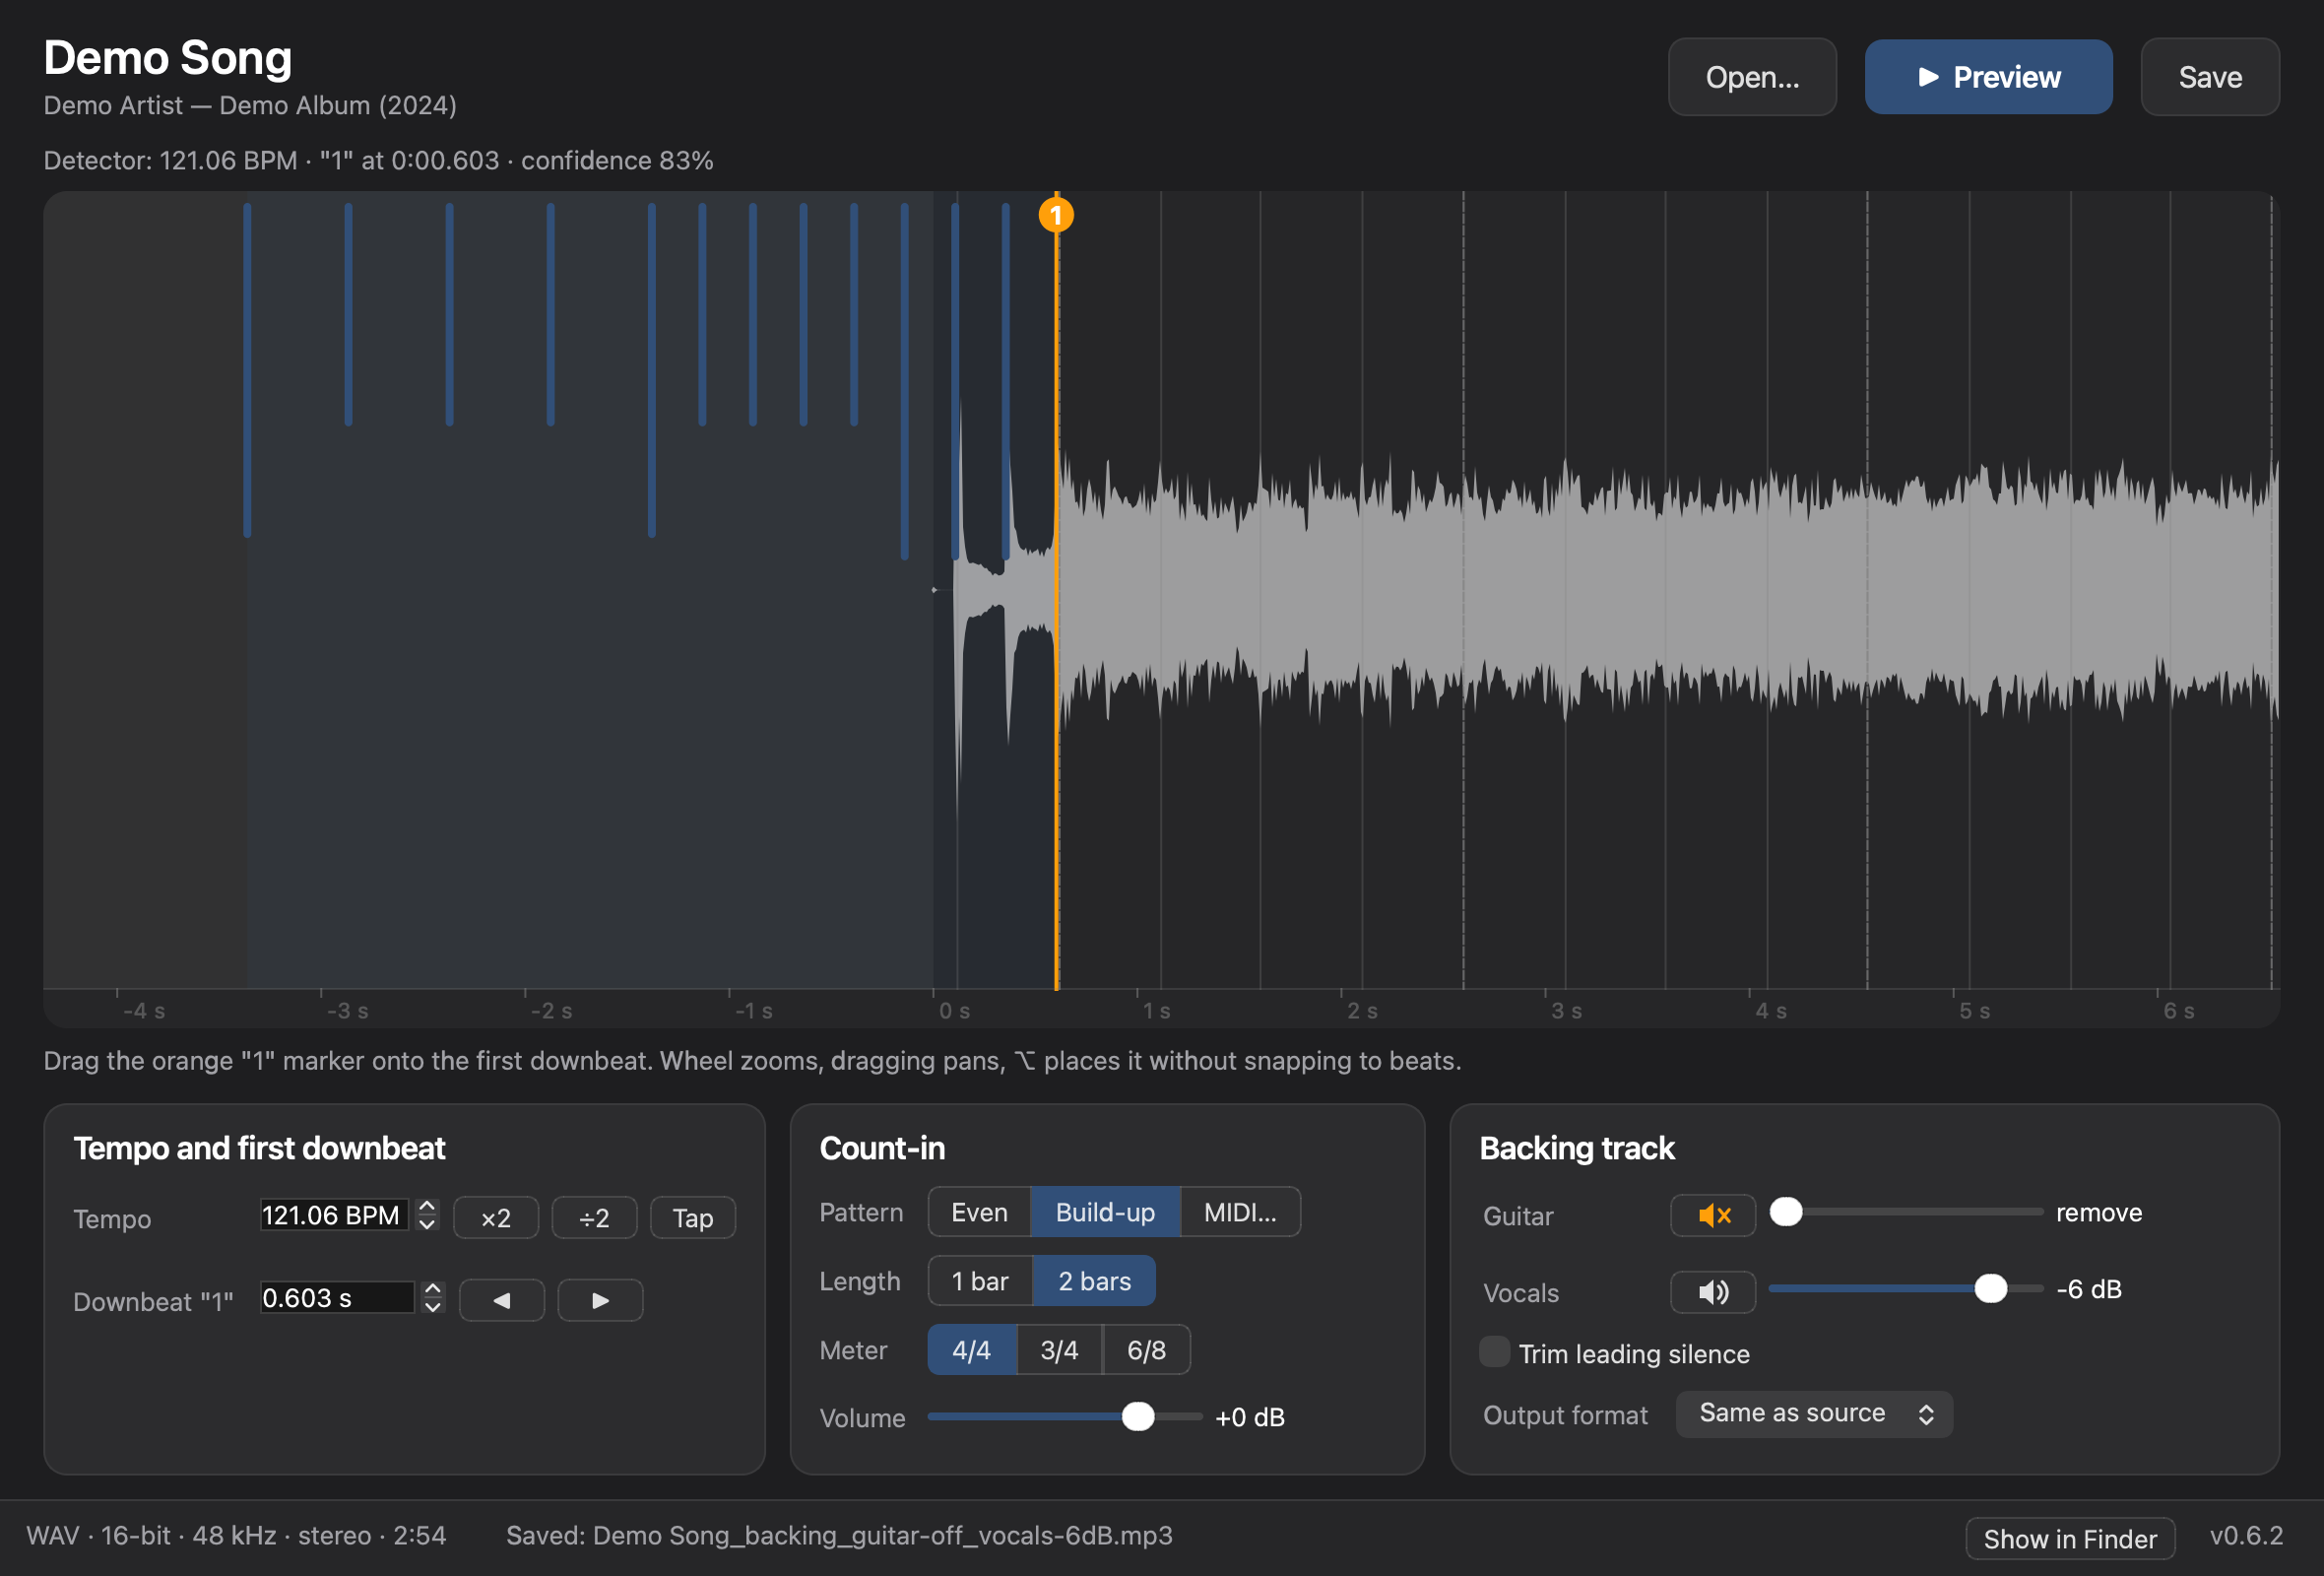 Demo Song
Demo Artist — Demo Album (2024)
Open...
▶ Preview
Save
Detector: 121.06 BPM · "1" at 0:00.603 · confidence 83%
1
-4 s -3 s -2 s -1 s 0 s 1 s 2 s 3 s 4 s 5 s 6 s
Drag the orange "1" marker onto the first downbeat. Wheel zooms, dragging pans, ⌥ places it without snapping to beats.
Tempo and first downbeat
Tempo 121.06 BPM ×2 ÷2 Tap
Downbeat "1" 0.603 s ◀ ▶
Count-in
Pattern Even Build-up MIDI...
Length 1 bar 2 bars
Meter 4/4 3/4 6/8
Volume +0 dB
Backing track
Guitar remove
Vocals -6 dB
Trim leading silence
Output format Same as source
WAV · 16-bit · 48 kHz · stereo · 2:54 Saved: Demo Song_backing_guitar-off_vocals-6dB.mp3 Show in Finder v0.6.2